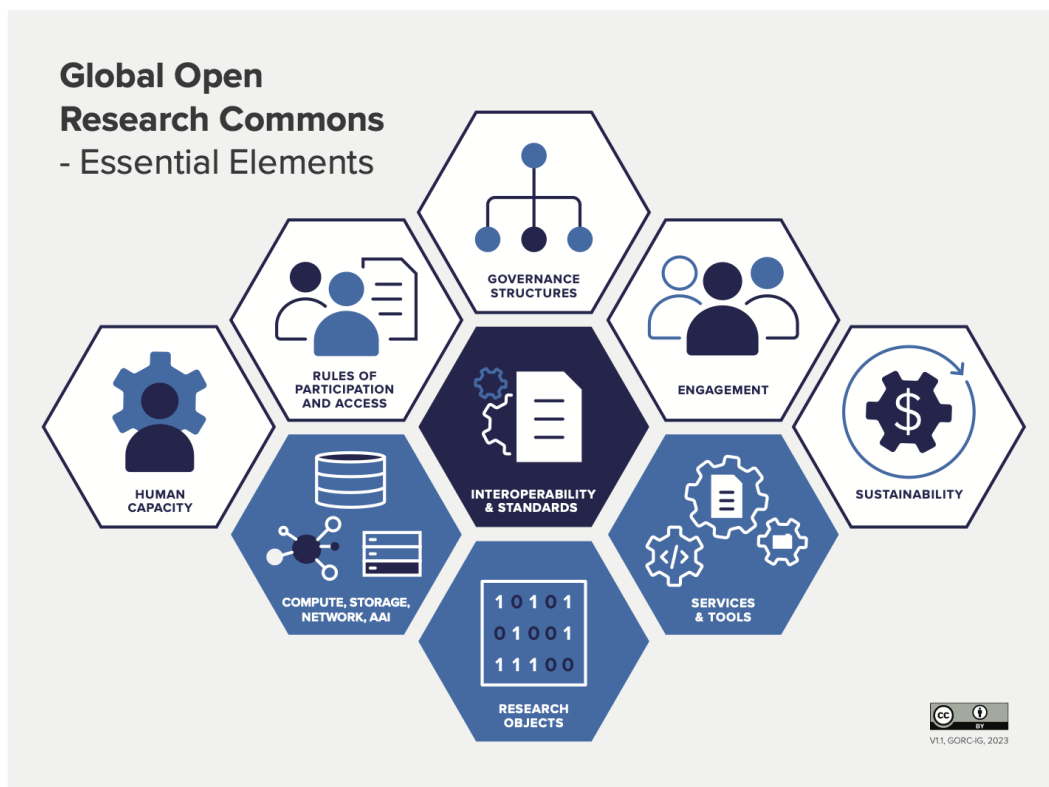 Global Open
Research Commons
- Essential Elements
GOVERNANCE
STRUCTURES
RULES OF
PARTICIPATION
AND ACCESS
ENGAGEMENT
HUMAN
CAPACITY
INTEROPERABILITY
& STANDARDS
$
SUSTAINABILITY
COMPUTE, STORAGE,
NETWORK, AAI
</>
SERVICES
& TOOLS
1 0 1 0 1
0 1 0 0 1
1 1 1 0 0
RESEARCH
OBJECTS
cc
BY
V1.1, GORC-IG, 2023